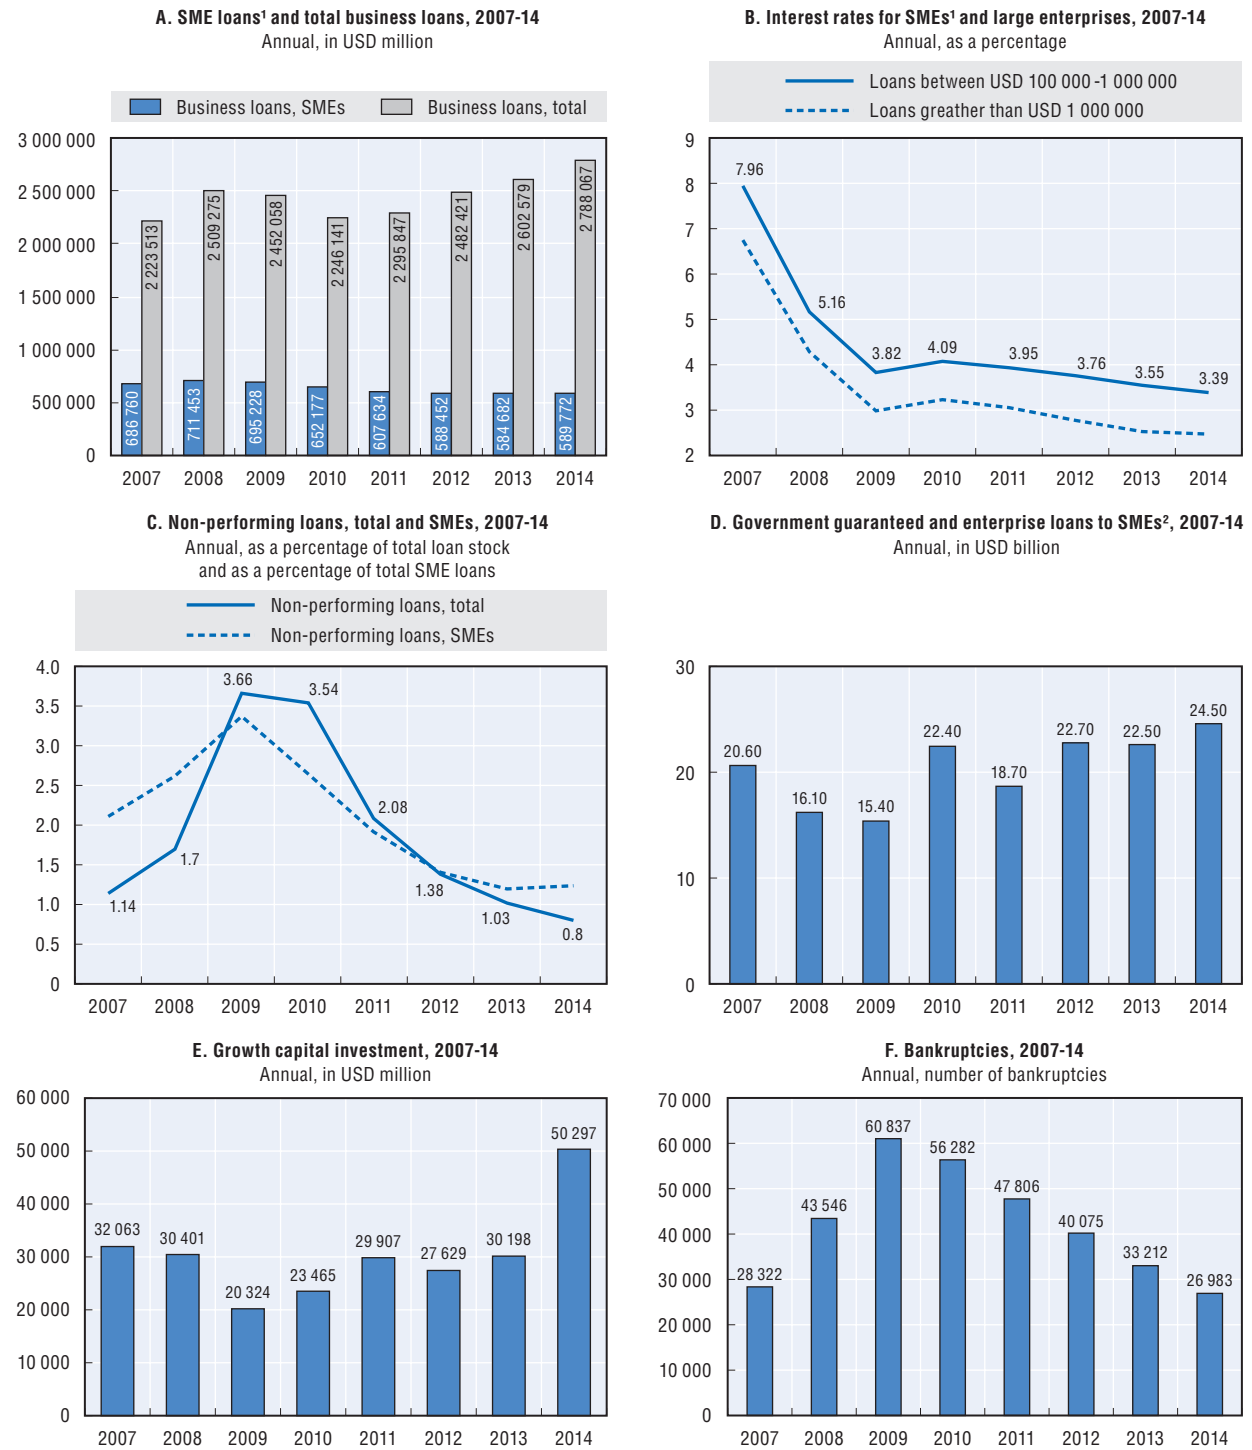 A. SME loans¹ and total business loans, 2007-14
Annual, in USD million
Business loans, SMEs
Business loans, total
3 000 000
2 500 000
2 000 000
1 500 000
1 000 000
500 000
0
686 760
2 223 513
711 453
2 509 275
695 228
2 452 058
652 177
2 246 141
607 634
2 295 847
588 452
2 482 421
584 682
2 602 579
589 772
2 788 067
2007 2008 2009 2010 2011 2012 2013 2014
B. Interest rates for SMEs¹ and large enterprises, 2007-14
Annual, as a percentage
Loans between USD 100 000 -1 000 000
Loans greather than USD 1 000 000
9
8
7
6
5
4
3
2
7.96
5.16
3.82
4.09
3.95
3.76
3.55
3.39
2007 2008 2009 2010 2011 2012 2013 2014
C. Non-performing loans, total and SMEs, 2007-14
Annual, as a percentage of total loan stock
and as a percentage of total SME loans
Non-performing loans, total
Non-performing loans, SMEs
4.0
3.5
3.0
2.5
2.0
1.5
1.0
0.5
0
1.14
1.7
3.66
3.54
2.08
1.38
1.03
0.8
2007 2008 2009 2010 2011 2012 2013 2014
D. Government guaranteed and enterprise loans to SMEs², 2007-14
Annual, in USD billion
30
20
10
0
20.60
16.10
15.40
22.40
18.70
22.70
22.50
24.50
2007 2008 2009 2010 2011 2012 2013 2014
E. Growth capital investment, 2007-14
Annual, in USD million
60 000
50 000
40 000
30 000
20 000
10 000
0
32 063
30 401
20 324
23 465
29 907
27 629
30 198
50 297
2007 2008 2009 2010 2011 2012 2013 2014
F. Bankruptcies, 2007-14
Annual, number of bankruptcies
70 000
60 000
50 000
40 000
30 000
20 000
10 000
0
28 322
43 546
60 837
56 282
47 806
40 075
33 212
26 983
2007 2008 2009 2010 2011 2012 2013 2014